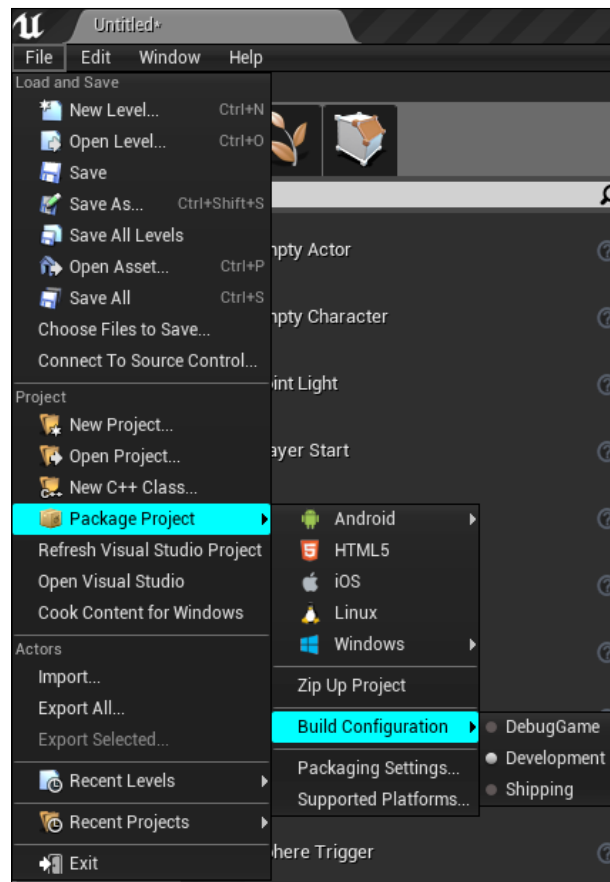 Untitled*
File Edit Window Help
Load and Save
New Level... Ctrl+N
Open Level... Ctrl+O
Save
Save As... Ctrl+Shift+S
Save All Levels
Open Asset... Ctrl+P
Save All Ctrl+S
Choose Files to Save...
Connect To Source Control...
Project
New Project...
Open Project...
New C++ Class...
Package Project
Refresh Visual Studio Project
Open Visual Studio
Cook Content for Windows
Actors
Import...
Export All...
Export Selected...
Recent Levels
Recent Projects
Exit
Android
HTML5
iOS
Linux
Windows
Zip Up Project
Build Configuration
Packaging Settings...
Supported Platforms...
DebugGame
Development
Shipping
mpty Actor
mpty Character
oint Light
ayer Start
here Trigger